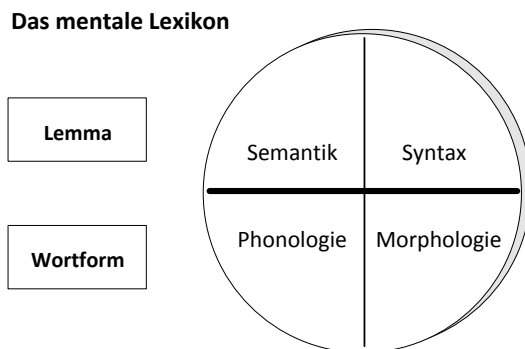 Das mentale Lexikon
Lemma
Semantik Syntax
Phonologie Morphologie
Wortform